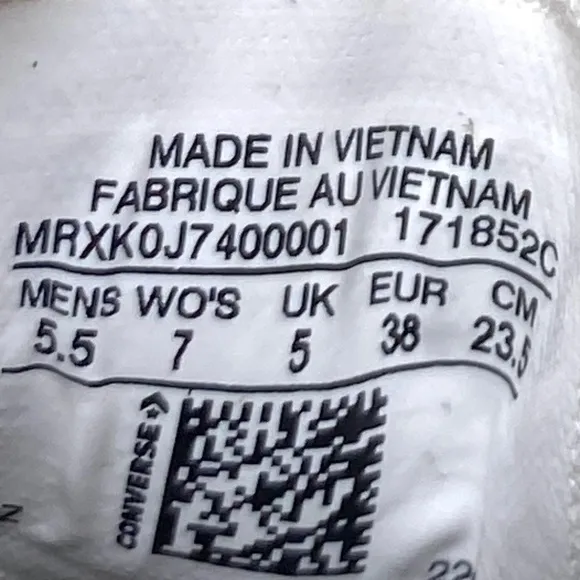 MADE IN VIETNAM
FABRIQUE AU VIETNAM
MRXK0J7400001 171852C
MENS WO'S UK EUR CM
5.5 7 5 38 23.5
CONVERSE
N
22